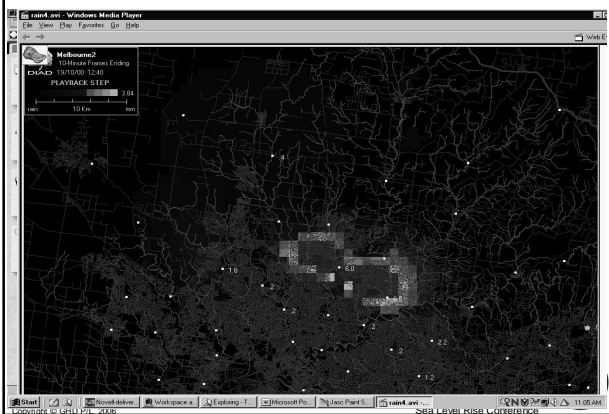 rain4.avi - Windows Media Player
File View Play Favorites Go Help
Web E
Melbourne2
10-Minute Frames Ending
DIAD 19/10/00 12:40
PLAYBACK STEP
3.84
rain 10 Km mm
4
1.8
6.0
.2
.2
.2
.2
.2
2.2
1.2
Start Novell-deliver... Workspace a... Exploring - T... Microsoft Po... Jasc Paint S... rain4.avi -... 11:05 AM
Copyright © GHD P/L, 2006
Sea Level Rise Conference